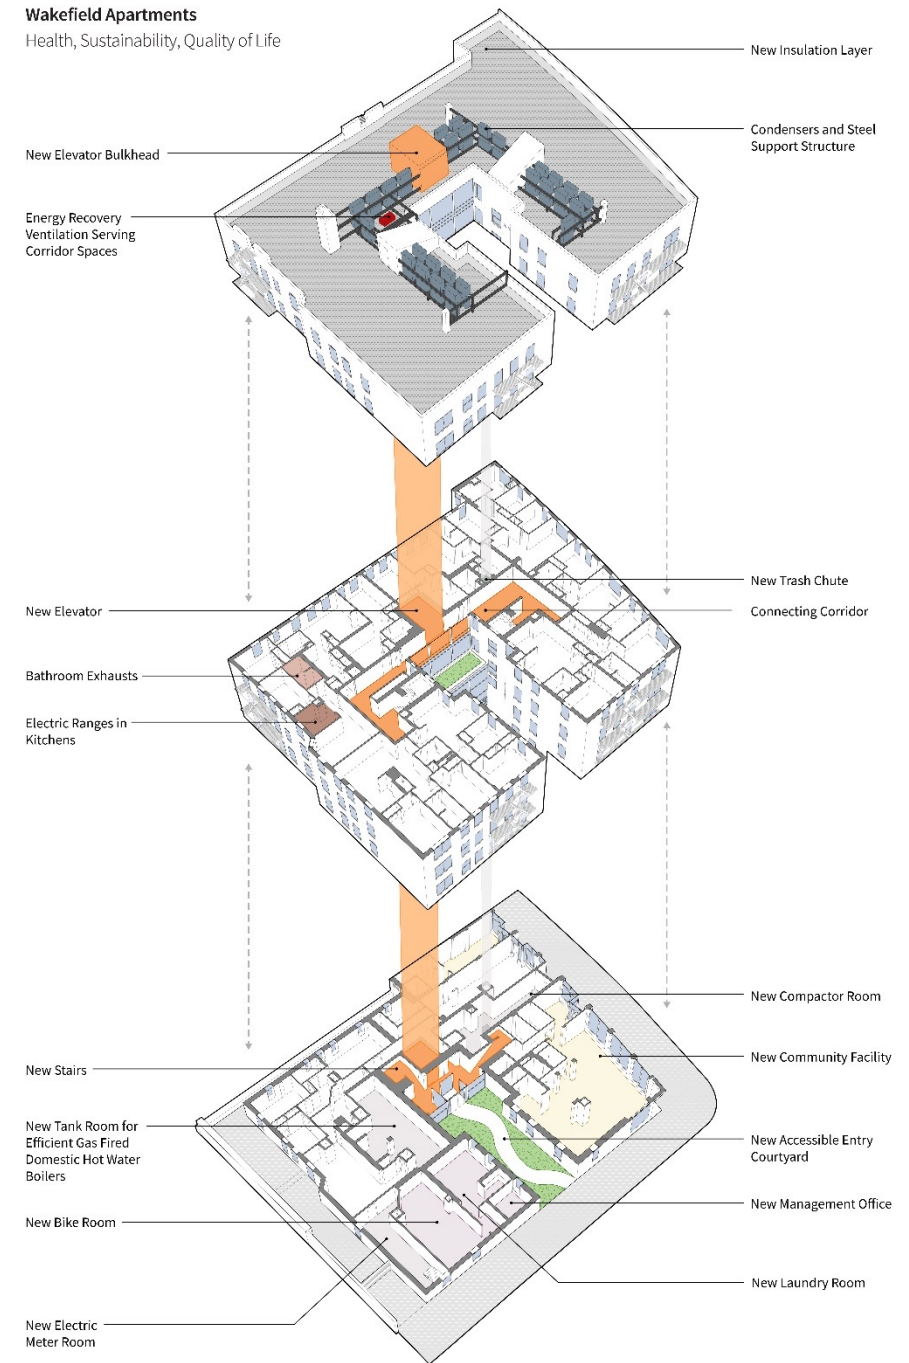 Wakefield Apartments
Health, Sustainability, Quality of Life
New Insulation Layer
Condensers and Steel
Support Structure
New Elevator Bulkhead
Energy Recovery
Ventilation Serving
Corridor Spaces
New Trash Chute
New Elevator
Connecting Corridor
Bathroom Exhausts
Electric Ranges in
Kitchens
New Compactor Room
New Community Facility
New Stairs
New Tank Room for
Efficient Gas Fired
Domestic Hot Water
Boilers
New Accessible Entry
Courtyard
New Management Office
New Bike Room
New Laundry Room
New Electric
Meter Room